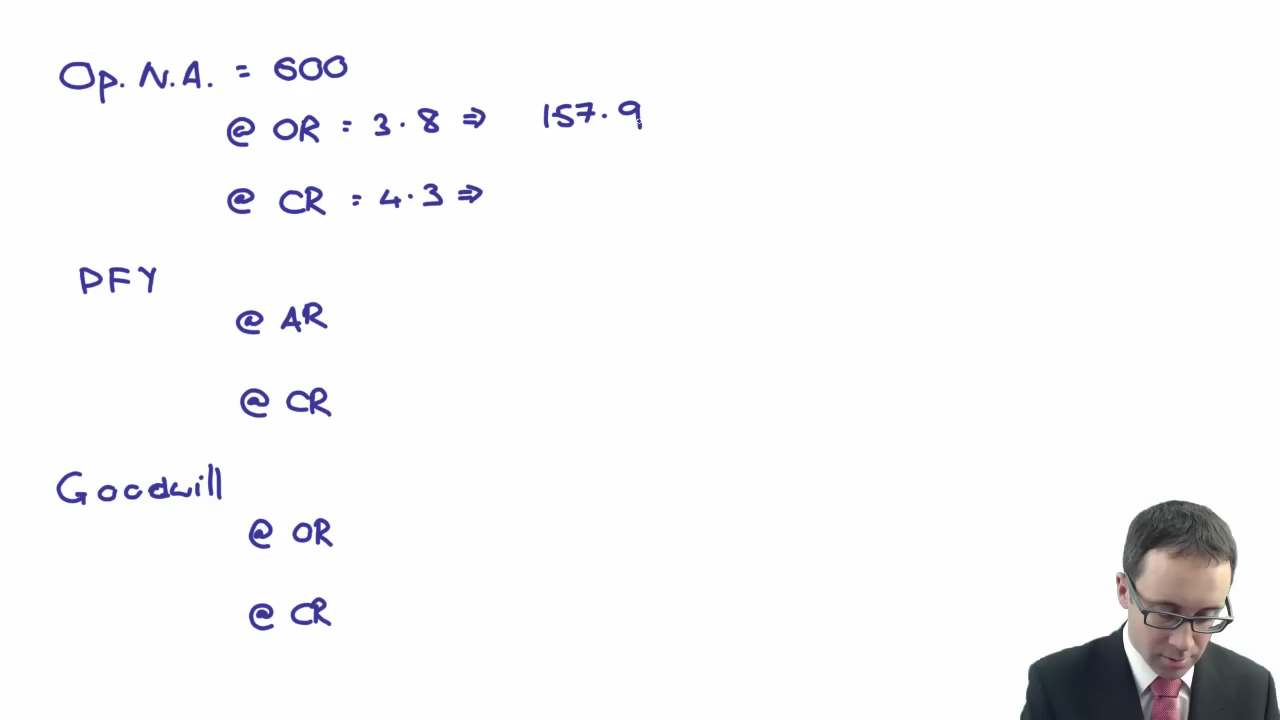 Op. N.A. = 600
@ OR = 3.8 ⇒ 157.9
@ CR = 4.3 ⇒
PFY
@ AR
@ CR
Goodwill
@ OR
@ CR